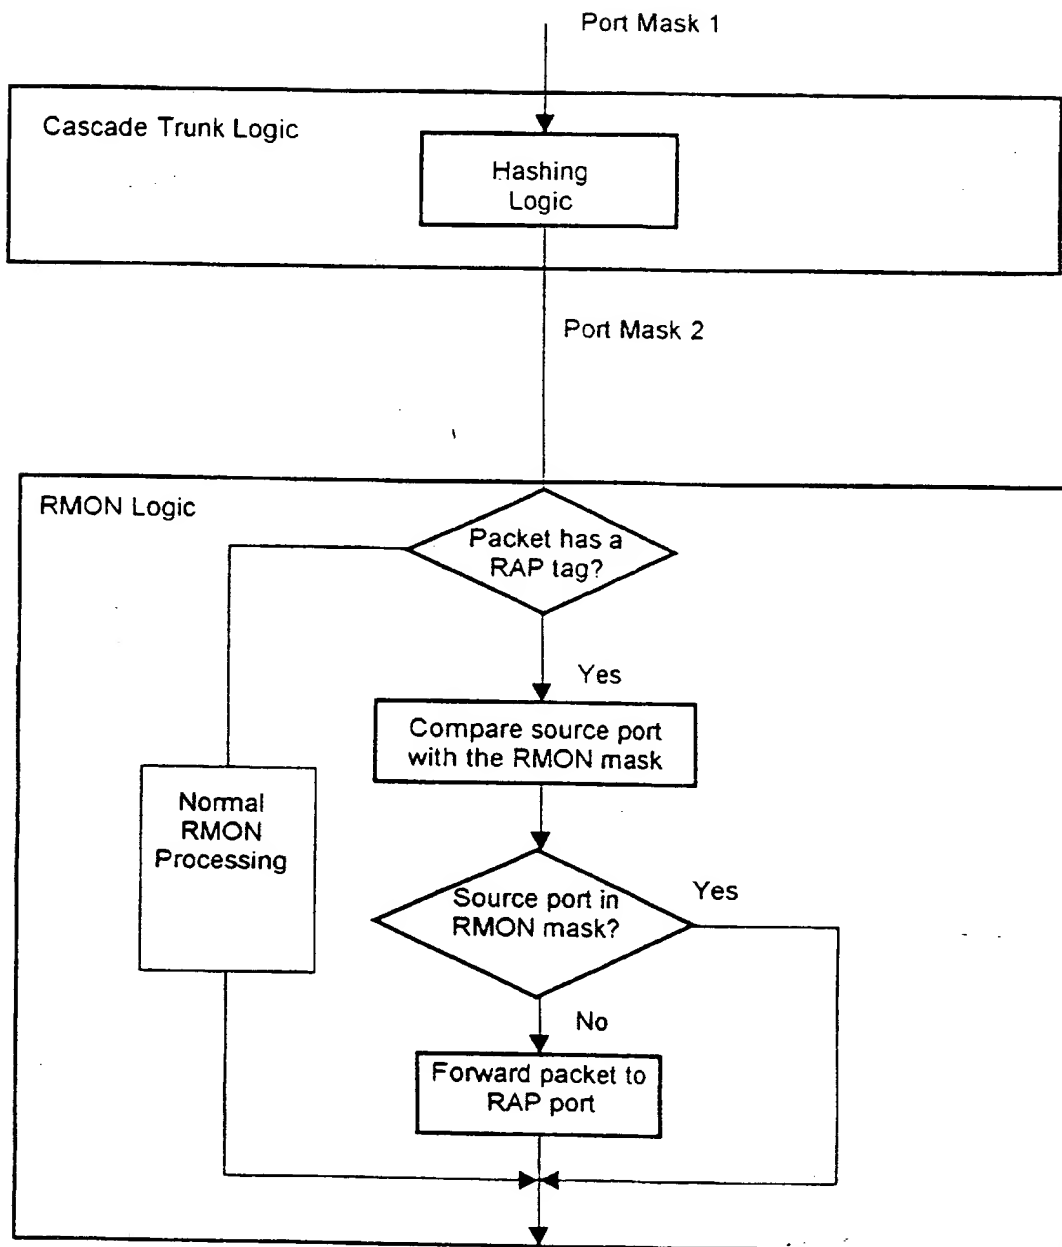 Port Mask 1
Cascade Trunk Logic
Hashing
Logic
Port Mask 2
RMON Logic
Packet has a
RAP tag?
Yes
Compare source port
with the RMON mask
Normal
RMON
Processing
Source port in
RMON mask?
Yes
No
Forward packet to
RAP port